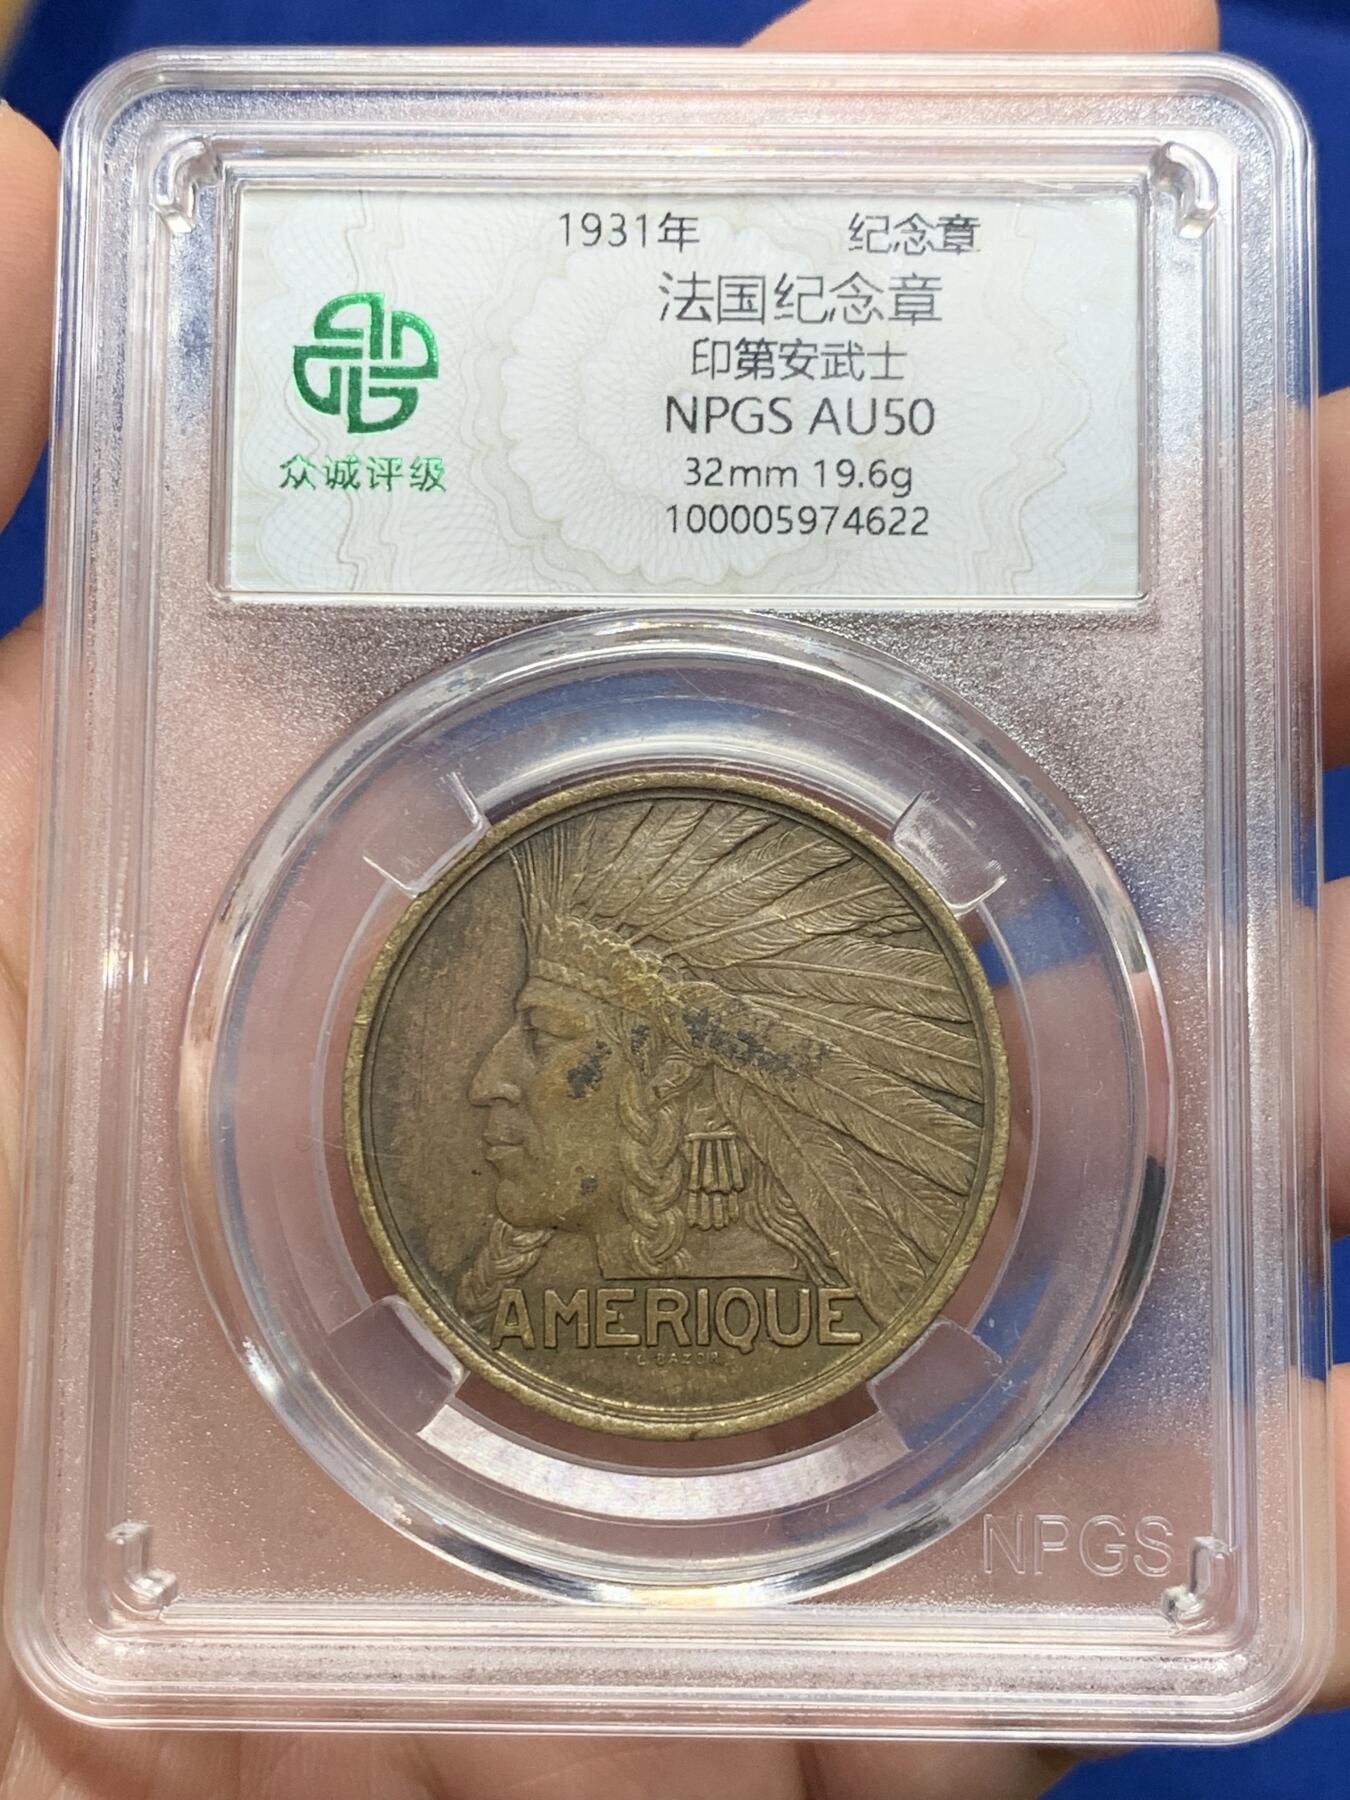 1931年 纪念章
法国纪念章
印第安武士
NPGS AU50
32mm 19.6g
100005974622
众诚评级
AMERIQUE
L BAZOR
NPGS